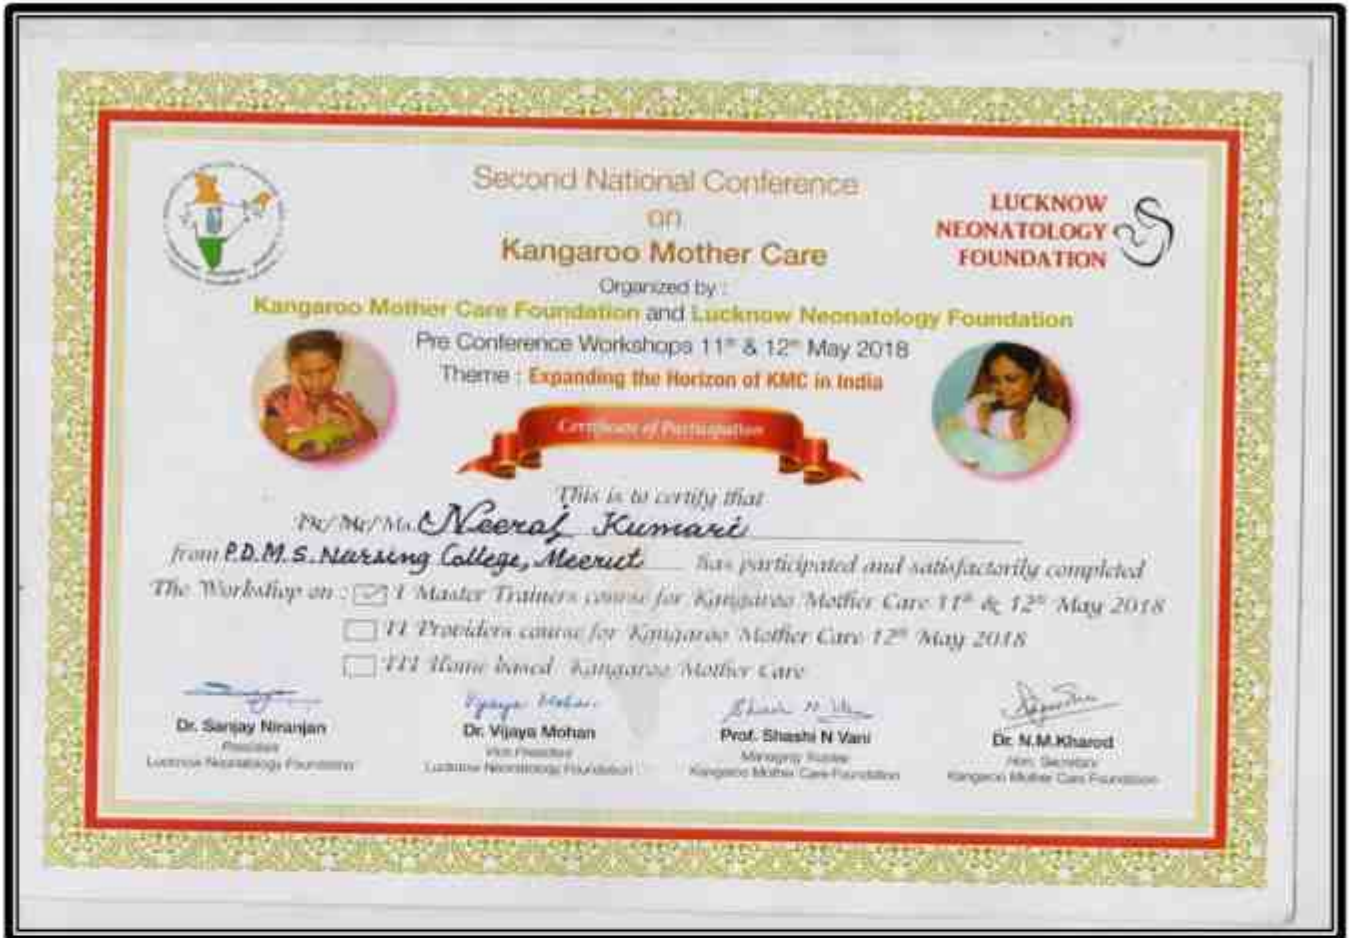 Second National Conference
on
Kangaroo Mother Care
LUCKNOW
NEONATOLOGY
FOUNDATION
Organized by :
Kangaroo Mother Care Foundation and Lucknow Neonatology Foundation
Pre Conference Workshops 11th & 12th May 2018
Theme : Expanding the Horizon of KMC in India
Certificate of Participation
This is to certify that
Dr/Mr/Ms. Neeraj Kumari
from P.D.M.S. Nursing College, Meerut has participated and satisfactorily completed
The Workshop on : I Master Trainers course for Kangaroo Mother Care 11th & 12th May 2018
II Providers course for Kangaroo Mother Care 12th May 2018
III Home based Kangaroo Mother Care
Dr. Sanjay Niranjan
President
Lucknow Neonatology Foundation
Vijaya Mohan
Dr. Vijaya Mohan
Vice President
Lucknow Neonatology Foundation
Shashi N Vani
Prof. Shashi N Vani
Managing Trustee
Kangaroo Mother Care Foundation
Dr. N.M.Kharod
Hon. Secretary
Kangaroo Mother Care Foundation